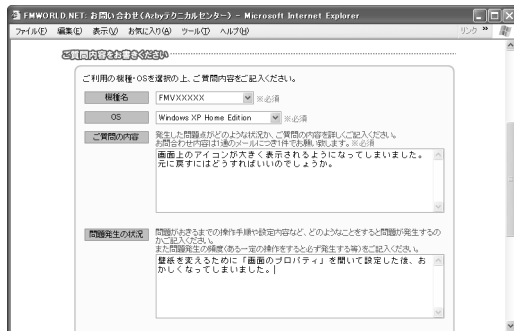 FMWORLD.NET: お問い合わせ(Azbyテクニカルセンター) - Microsoft Internet Explorer
ファイル(F) 編集(E) 表示(V) お気に入り(A) ツール(T) ヘルプ(H) リンク »
ご質問内容をお書きください
ご利用の機種・OSを選択の上、ご質問内容をご記入ください。
機種名 FMVXXXXX ※必須
OS Windows XP Home Edition ※必須
ご質問の内容 発生した問題点がどのような状況か、ご質問の内容を詳しくご記入ください。
お問合わせ内容は1通のメールにつき1件でお願い致します。※必須
画面上のアイコンが大きく表示されるようになってしまいました。
元に戻すにはどうすればいいのでしょうか。
問題発生の状況 問題がおきるまでの操作手順や設定内容など、どのようなことをすると問題が発生するの
かご記入ください。
また問題発生の頻度(ある一定の操作をすると必ず発生する等)をご記入ください。
壁紙を変えるために「画面のプロパティ」を開いて設定した後、お
かしくなってしまいました。